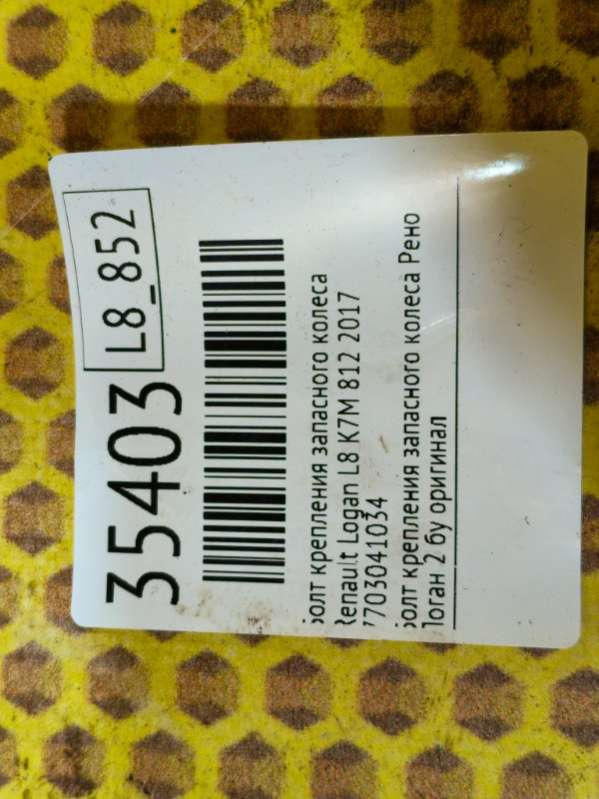 35403 L8_852
болт крепления запасного колеса
Renault Logan L8 K7M 812 2017
7703041034
болт крепления запасного колеса Рено
Логан 2 бу оригинал